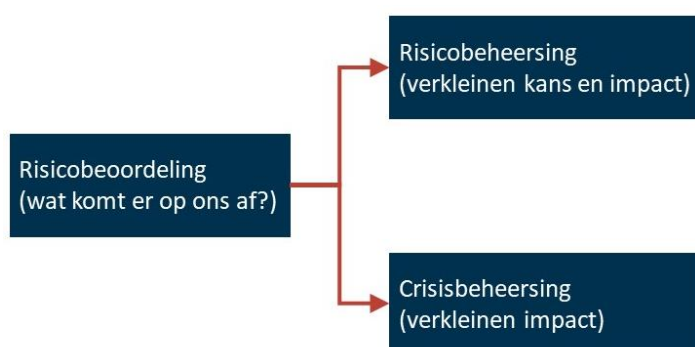 Risicobeheersing
(verkleinen kans en impact)
Risicobeoordeling
(wat komt er op ons af?)
Crisisbeheersing
(verkleinen impact)